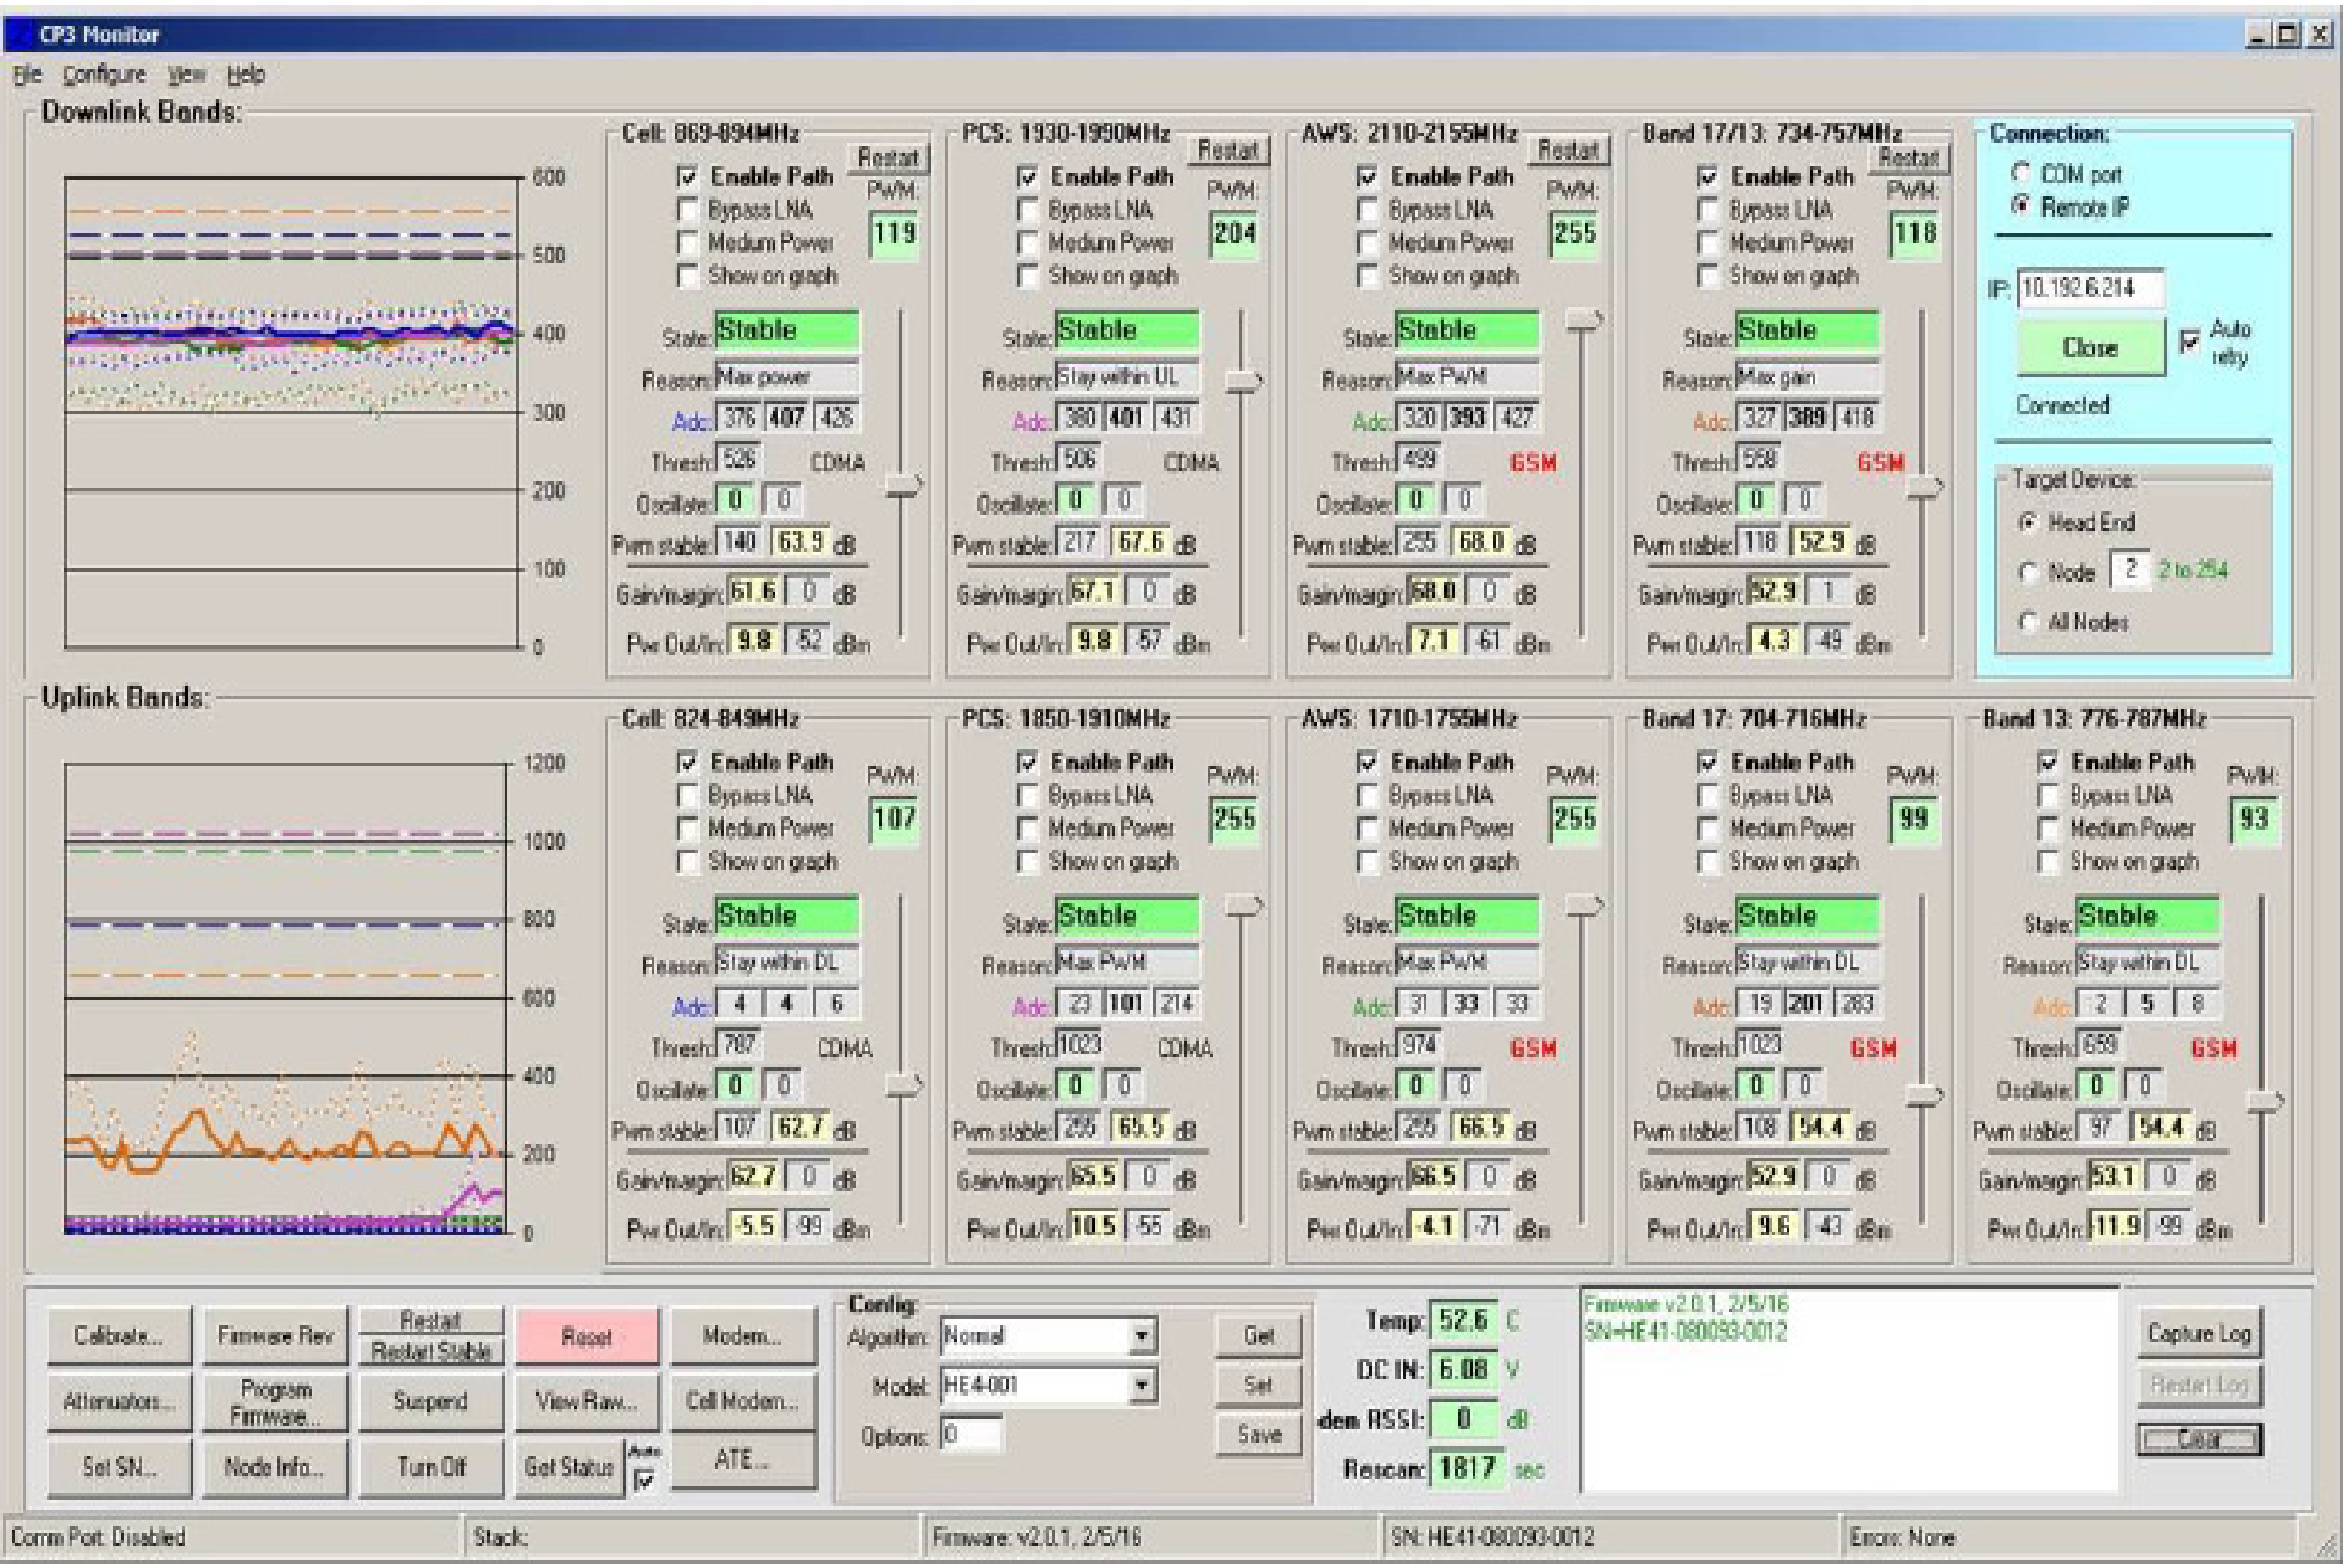 CP3 Monitor
File Configure View Help
Downlink Bands:
600
500
400
300
200
100
0
Cell: 869-894MHz
Restart
Enable Path
PWM:
Bypass LNA
119
Medium Power
Show on graph
State: Stable
Reason: Max power
Adc: 376 407 426
Thresh: 526 CDMA
Oscillate: 0 0
Pwm stable: 140 63.9 dB
Gain/margin: 61.6 0 dB
Pwr Out/In: 9.8 -52 dBm
PCS: 1930-1990MHz
Restart
Enable Path
PWM:
Bypass LNA
204
Medium Power
Show on graph
State: Stable
Reason: Stay within UL
Adc: 380 401 431
Thresh: 506 CDMA
Oscillate: 0 0
Pwm stable: 217 67.6 dB
Gain/margin: 67.1 0 dB
Pwr Out/In: 9.8 -57 dBm
AWS: 2110-2155MHz
Restart
Enable Path
PWM:
Bypass LNA
255
Medium Power
Show on graph
State: Stable
Reason: Max PWM
Adc: 320 393 427
Thresh: 499 GSM
Oscillate: 0 0
Pwm stable: 255 68.0 dB
Gain/margin: 68.0 0 dB
Pwr Out/In: 7.1 -61 dBm
Band 17/13: 734-757MHz
Restart
Enable Path
PWM:
Bypass LNA
118
Medium Power
Show on graph
State: Stable
Reason: Max gain
Adc: 327 389 418
Thresh: 558 GSM
Oscillate: 0 0
Pwm stable: 118 52.9 dB
Gain/margin: 52.9 1 dB
Pwr Out/In: 4.3 -49 dBm
Connection:
COM port
Remote IP
IP: 10.192.6.214
Close
Auto retry
Connected
Target Device:
Head End
Node 2 2 to 254
All Nodes
Uplink Bands:
1200
1000
800
600
400
200
0
Cell: 824-849MHz
Enable Path
PWM:
Bypass LNA
107
Medium Power
Show on graph
State: Stable
Reason: Stay within DL
Adc: 4 4 6
Thresh: 787 CDMA
Oscillate: 0 0
Pwm stable: 107 62.7 dB
Gain/margin: 62.7 0 dB
Pwr Out/In: -5.5 -99 dBm
PCS: 1850-1910MHz
Enable Path
PWM:
Bypass LNA
255
Medium Power
Show on graph
State: Stable
Reason: Max PWM
Adc: 23 101 214
Thresh: 1023 CDMA
Oscillate: 0 0
Pwm stable: 255 65.5 dB
Gain/margin: 65.5 0 dB
Pwr Out/In: 10.5 -55 dBm
AWS: 1710-1755MHz
Enable Path
PWM:
Bypass LNA
255
Medium Power
Show on graph
State: Stable
Reason: Max PWM
Adc: 31 33 33
Thresh: 974 GSM
Oscillate: 0 0
Pwm stable: 255 66.5 dB
Gain/margin: 66.5 0 dB
Pwr Out/In: -4.1 -71 dBm
Band 17: 704-716MHz
Enable Path
PWM:
Bypass LNA
99
Medium Power
Show on graph
State: Stable
Reason: Stay within DL
Adc: 19 201 283
Thresh: 1023 GSM
Oscillate: 0 0
Pwm stable: 108 54.4 dB
Gain/margin: 52.9 0 dB
Pwr Out/In: 9.6 -43 dBm
Band 13: 776-787MHz
Enable Path
PWM:
Bypass LNA
93
Medium Power
Show on graph
State: Stable
Reason: Stay within DL
Adc: 2 5 8
Thresh: 659 GSM
Oscillate: 0 0
Pwm stable: 97 54.4 dB
Gain/margin: 53.1 0 dB
Pwr Out/In: -11.9 -99 dBm
Calibrate... Firmware Rev Restart Reset Modem...
Restart Stable
Attenuators... Program Firmware... Suspend View Raw... Cell Modem...
Set SN... Node Info... Turn Off Get Status Auto ATE...
Config:
Algorithm: Normal Get
Model: HE4-001 Set
Options: 0 Save
Temp: 52.6 C
DC IN: 6.08 V
dem RSSI: 0 dB
Rescan: 1817 sec
Firmware v2.0.1, 2/5/16
SN=HE41-080093-0012
Capture Log
Restart Log
Clear
Comm Port: Disabled Stack: Firmware: v2.0.1, 2/5/16 SN: HE41-080093-0012 Errors: None